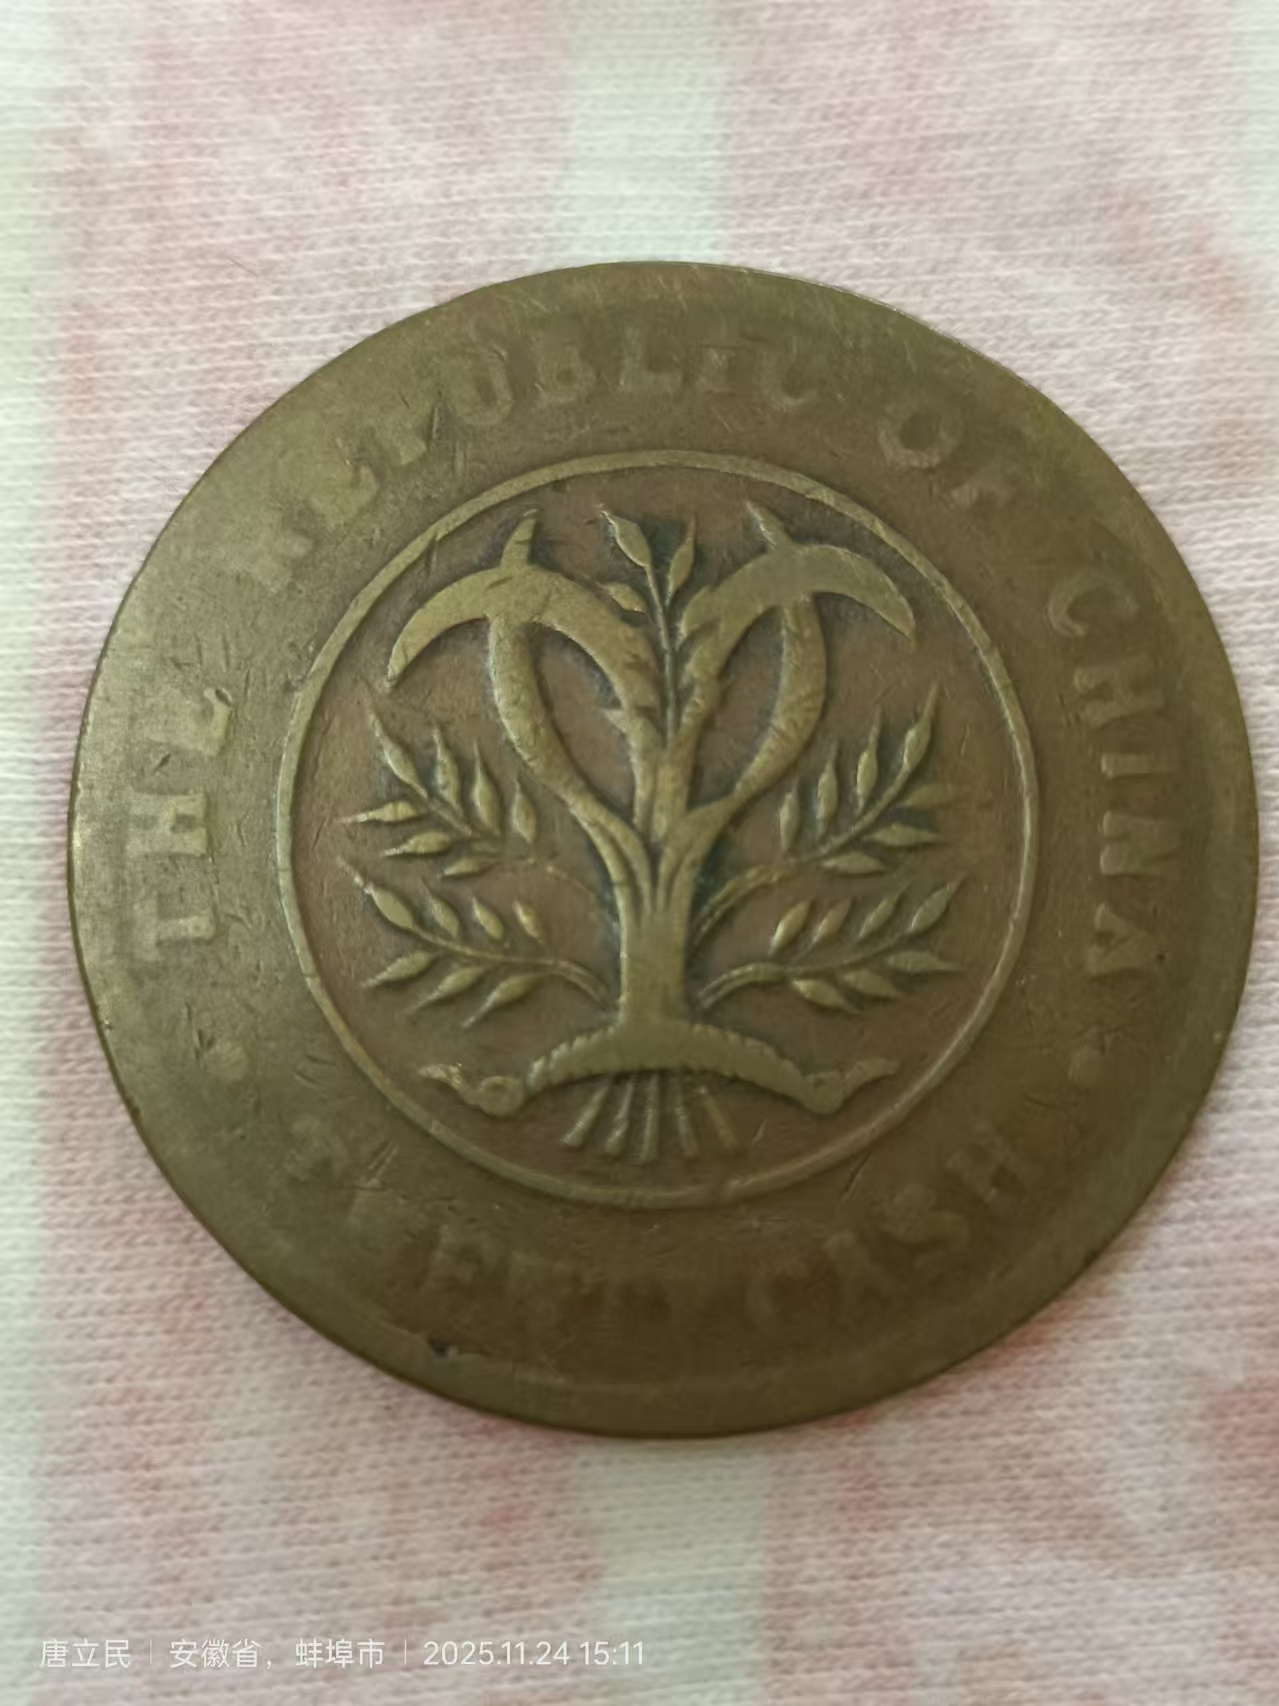 THE REPUBLIC OF CHINA
TWENTY CASH
唐立民 | 安徽省，蚌埠市 | 2025.11.24 15:11